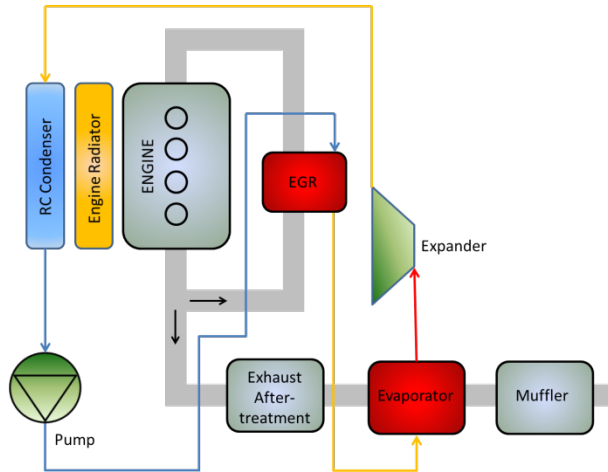 RC Condenser
Engine Radiator
ENGINE
EGR
Expander
Pump
Exhaust
After-
treatment
Evaporator
Muffler